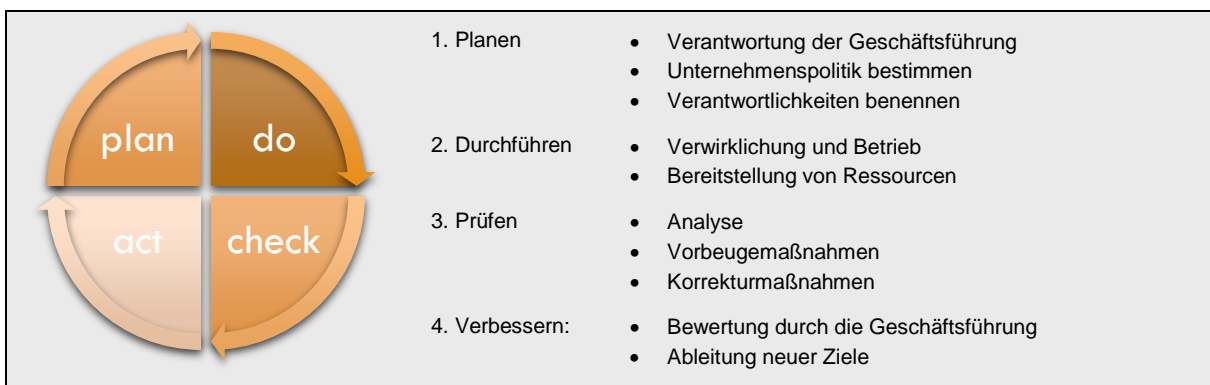 plan
do
act
check
1. Planen
• Verantwortung der Geschäftsführung
• Unternehmenspolitik bestimmen
• Verantwortlichkeiten benennen
2. Durchführen
• Verwirklichung und Betrieb
• Bereitstellung von Ressourcen
3. Prüfen
• Analyse
• Vorbeugemaßnahmen
• Korrekturmaßnahmen
4. Verbessern:
• Bewertung durch die Geschäftsführung
• Ableitung neuer Ziele